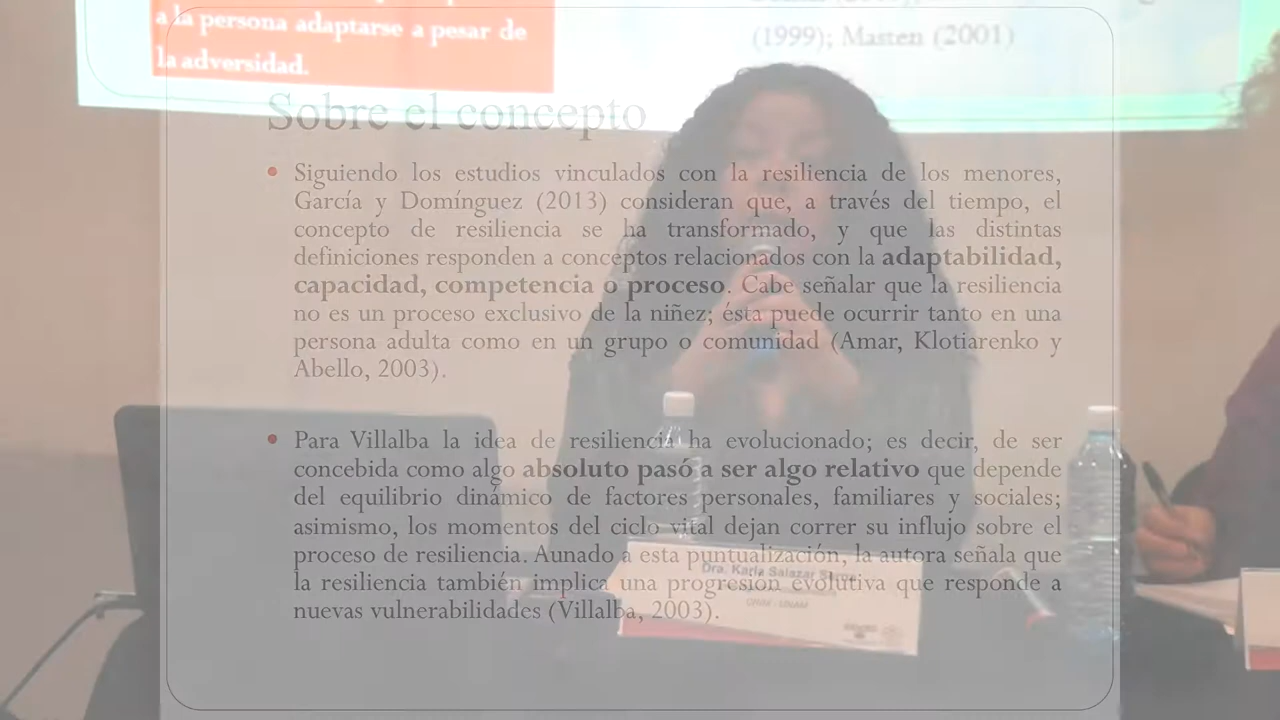 a la persona adaptarse a pesar de
la adversidad.
(1999); Masten (2001)
Sobre el concepto
• Siguiendo los estudios vinculados con la resiliencia de los menores,
García y Domínguez (2013) consideran que, a través del tiempo, el
concepto de resiliencia se ha transformado, y que las distintas
definiciones responden a conceptos relacionados con la adaptabilidad,
capacidad, competencia o proceso. Cabe señalar que la resiliencia
no es un proceso exclusivo de la niñez; ésta puede ocurrir tanto en una
persona adulta como en un grupo o comunidad (Amar, Klotiarenko y
Abello, 2003).
• Para Villalba la idea de resiliencia ha evolucionado; es decir, de ser
concebida como algo absoluto pasó a ser algo relativo que depende
del equilibrio dinámico de factores personales, familiares y sociales;
asimismo, los momentos del ciclo vital dejan correr su influjo sobre el
proceso de resiliencia. Aunado a esta puntualización, la autora señala que
la resiliencia también implica una progresión evolutiva que responde a
nuevas vulnerabilidades (Villalba, 2003).
Dra. Karla Salazar